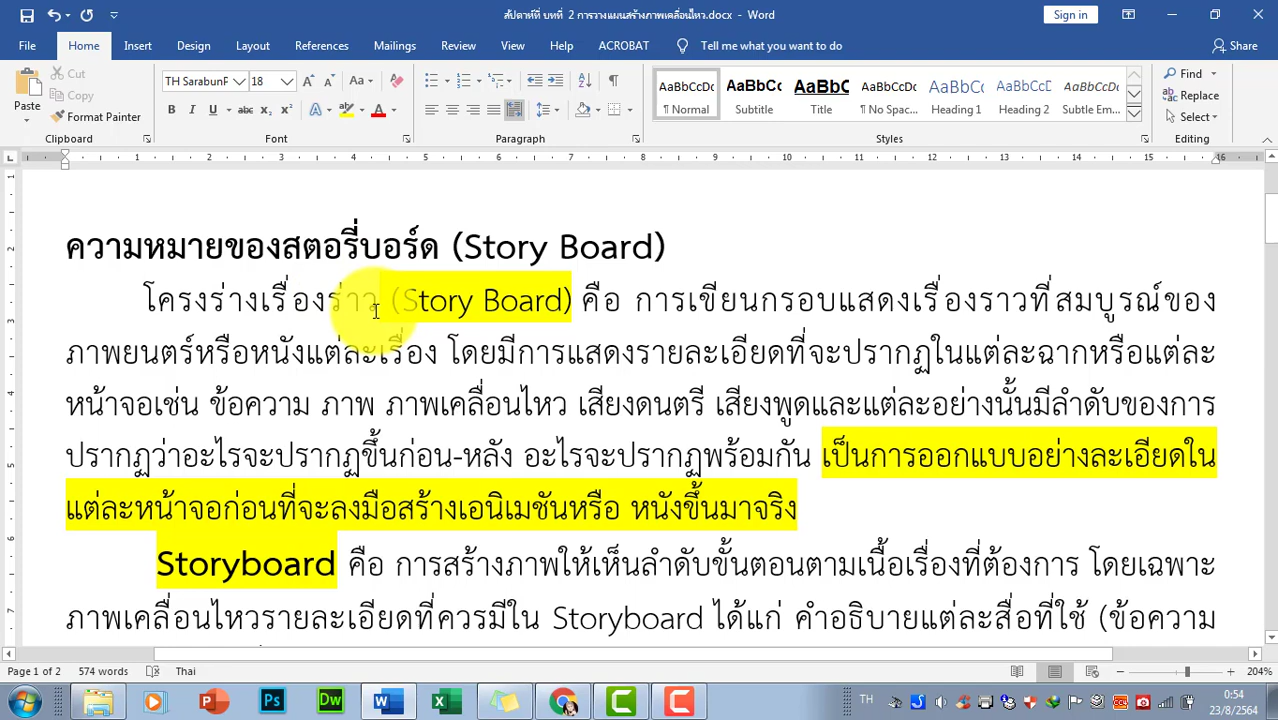 สัปดาห์ที่ บทที่ 2 การวางแผนสร้างภาพเคลื่อนไหว.docx - Word
Sign in
File Home Insert Design Layout References Mailings Review View Help ACROBAT Tell me what you want to do Share
Paste
Cut
Copy
Format Painter
TH SarabunF 18
AaBbCcDc AaBbCc AaBbCc AaBbCcDc AaBbCcD AaBbCcD AaBbCcDc
¶ Normal Subtitle Title ¶ No Spac... Heading 1 Heading 2 Subtle Em...
Find
Replace
Select
Clipboard Font Paragraph Styles Editing
1 2 3 4 5 6 7 8 9 10 11 12 13 14 15 16
ความหมายของสตอรี่บอร์ด (Story Board)
โครงร่างเรื่องร่าว (Story Board) คือ การเขียนกรอบแสดงเรื่องราวที่สมบูรณ์ของ
ภาพยนตร์หรือหนังแต่ละเรื่อง โดยมีการแสดงรายละเอียดที่จะปรากฏในแต่ละฉากหรือแต่ละ
หน้าจอเช่น ข้อความ ภาพ ภาพเคลื่อนไหว เสียงดนตรี เสียงพูดและแต่ละอย่างนั้นมีลำดับของการ
ปรากฏว่าอะไรจะปรากฏขึ้นก่อน-หลัง อะไรจะปรากฏพร้อมกัน เป็นการออกแบบอย่างละเอียดใน
แต่ละหน้าจอก่อนที่จะลงมือสร้างเอนิเมชันหรือ หนังขึ้นมาจริง
Storyboard คือ การสร้างภาพให้เห็นลำดับขั้นตอนตามเนื้อเรื่องที่ต้องการ โดยเฉพาะ
ภาพเคลื่อนไหวรายละเอียดที่ควรมีใน Storyboard ได้แก่ คำอธิบายแต่ละสื่อที่ใช้ (ข้อความ
Page 1 of 2 574 words Thai 204%
TH 0:54
23/8/2564